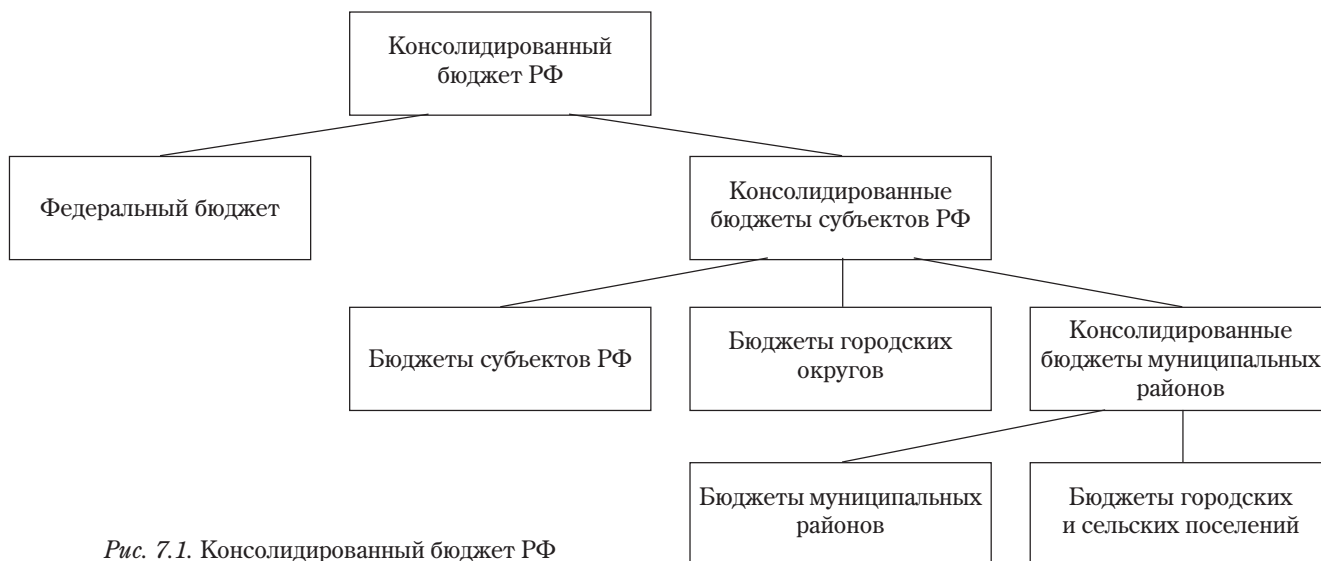 Консолидированный
бюджет РФ
Федеральный бюджет
Консолидированные
бюджеты субъектов РФ
Бюджеты субъектов РФ
Бюджеты городских
округов
Консолидированные
бюджеты муниципальных
районов
Бюджеты муниципальных
районов
Бюджеты городских
и сельских поселений
Рис. 7.1. Консолидированный бюджет РФ